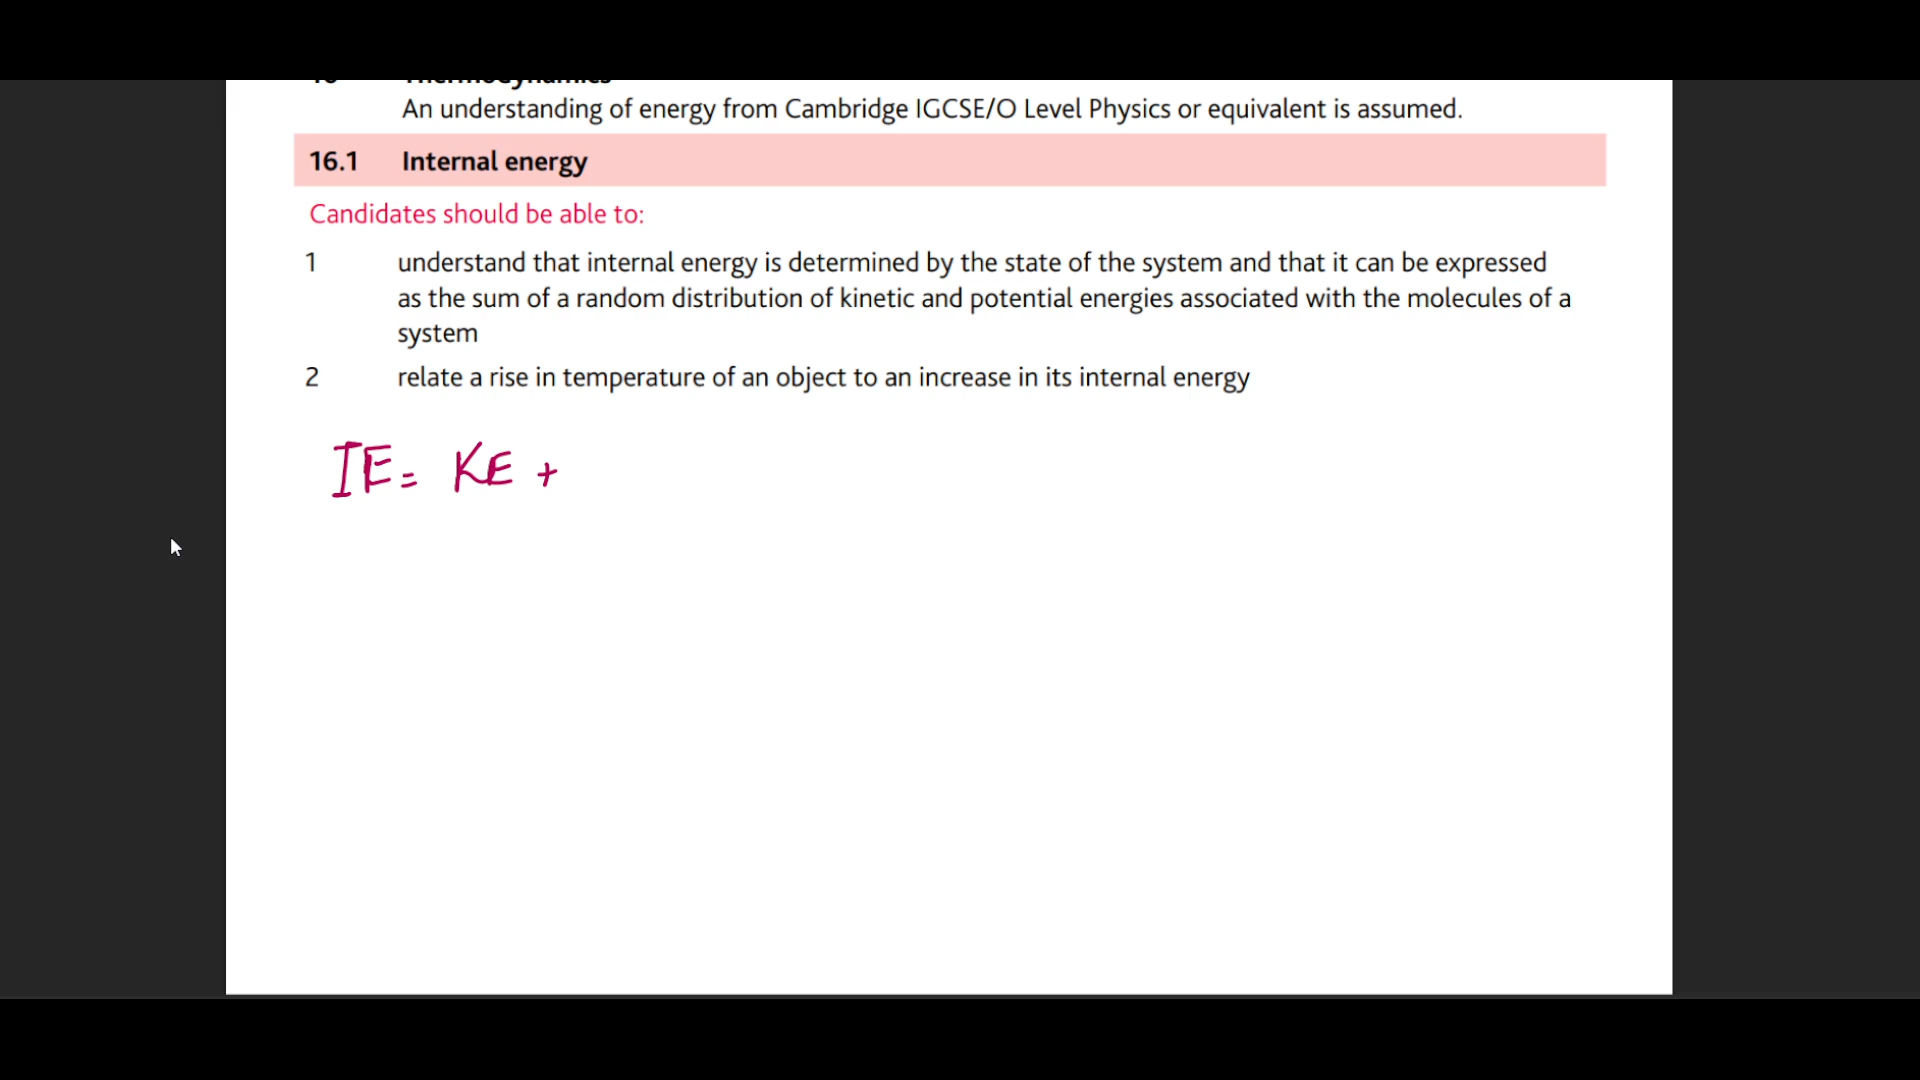 16 Thermodynamics
An understanding of energy from Cambridge IGCSE/O Level Physics or equivalent is assumed.
16.1 Internal energy
Candidates should be able to:
1 understand that internal energy is determined by the state of the system and that it can be expressed
as the sum of a random distribution of kinetic and potential energies associated with the molecules of a
system
2 relate a rise in temperature of an object to an increase in its internal energy
IE = KE +